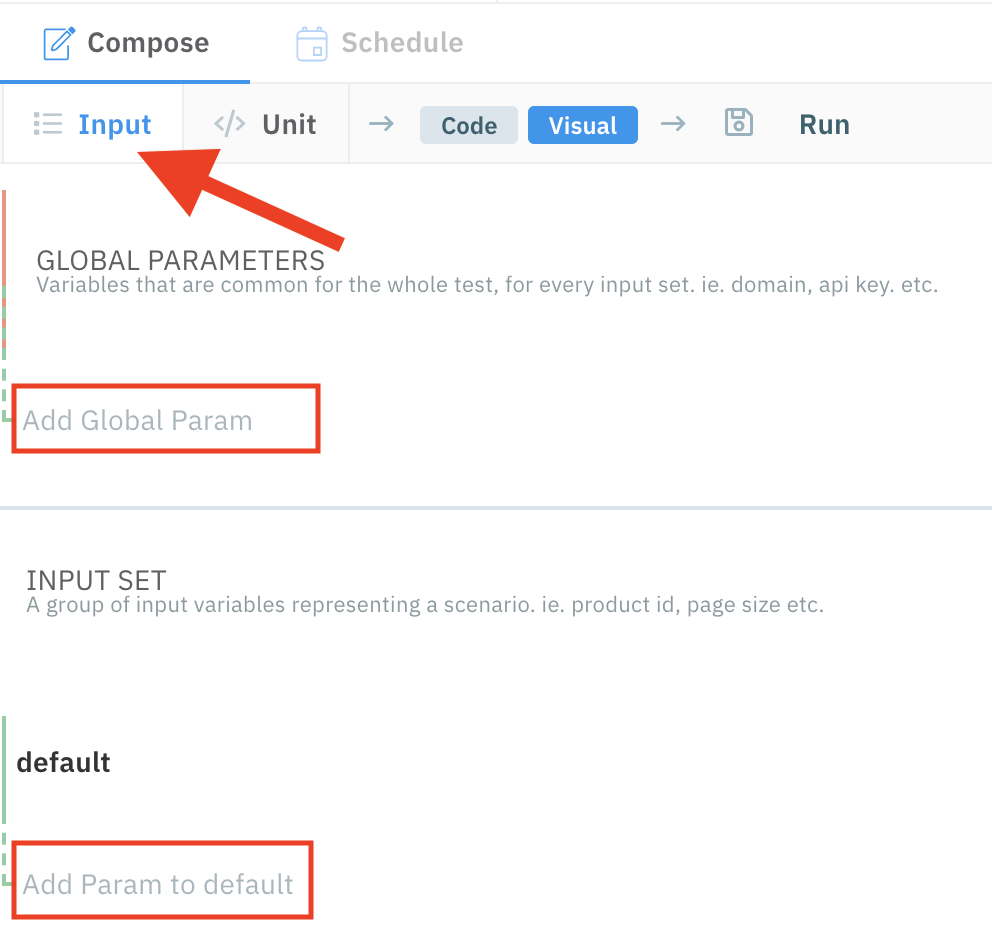 Compose Schedule
Input </> Unit → Code Visual → Run
GLOBAL PARAMETERS
Variables that are common for the whole test, for every input set. ie. domain, api key. etc.
Add Global Param
INPUT SET
A group of input variables representing a scenario. ie. product id, page size etc.
default
Add Param to default